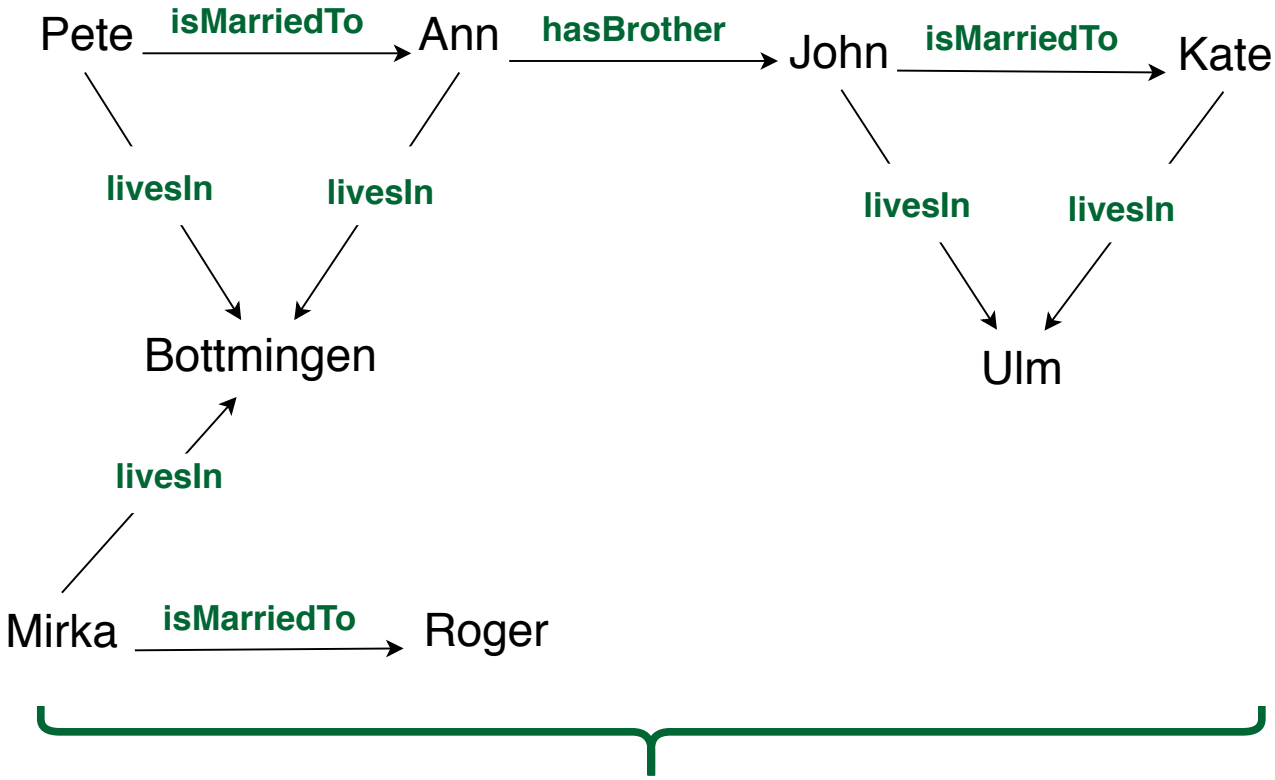 Pete isMarriedTo Ann hasBrother John isMarriedTo Kate
livesIn livesIn livesIn livesIn
Bottmingen Ulm
livesIn
Mirka isMarriedTo Roger